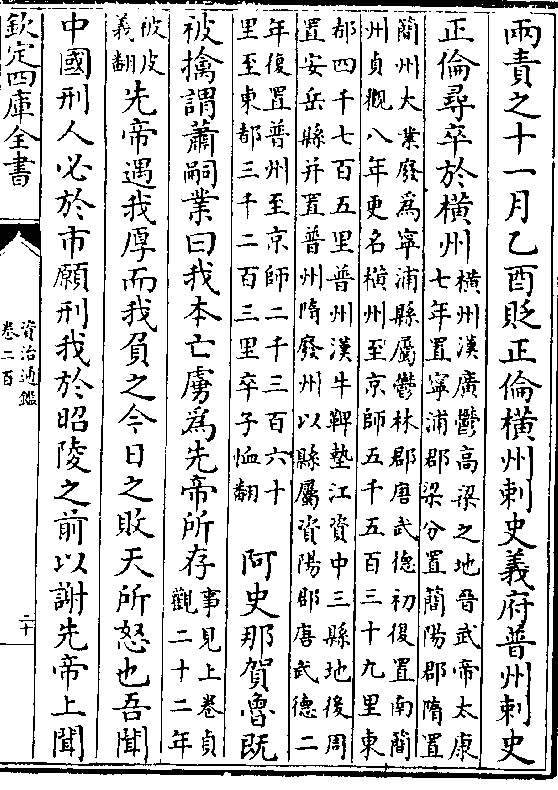 兩責之十一月乙酉貶正倫橫州刺史義府普州刺史
正倫尋卒於橫州橫州漢廣鬱高梁之地晉武帝太康
七年置寧浦郡梁分置簡陽郡隋置
簡州大業廢為寧浦縣屬鬱林郡唐武德初復置南簡
州貞觀八年更名橫州至京師五千五百三十九里東
都四千七百五里普州漢牛鞞墊江資中三縣地後周
置安岳縣并置普州隋廢州以縣屬資陽郡唐武德二
年復置普州至京師二千三百六十
里至東都三千二百三里卒子恤翻
阿史那賀魯既
被擒謂蕭嗣業曰我本亡虜為先帝所存事見上卷貞
觀二十二年
被皮
義翻先帝遇我厚而我負之今日之敗天所怒也吾聞
中國刑人必於市願刑我於昭陵之前以謝先帝上聞
欽定四庫全書
資治通鑑
卷二百
二十